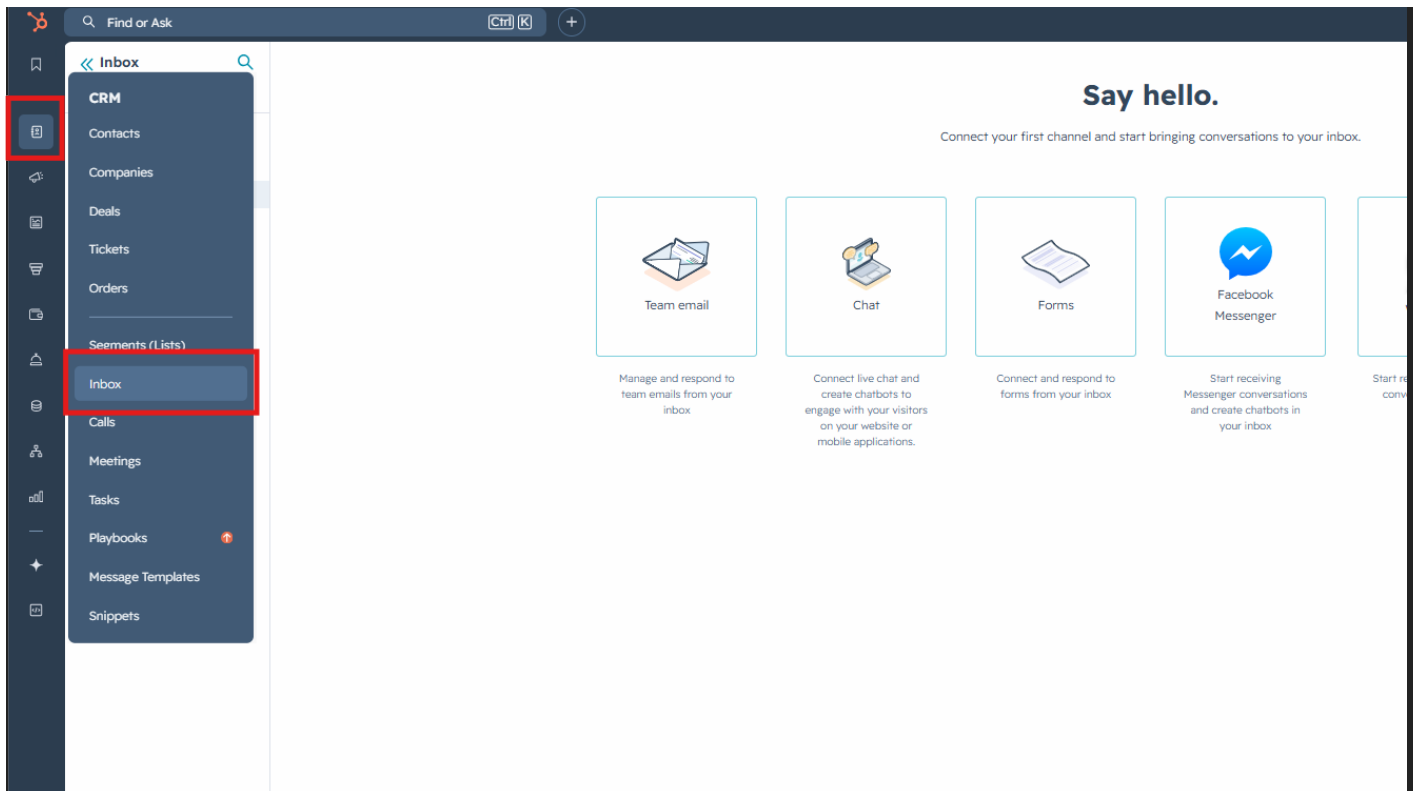 Find or Ask
Ctrl K
+
Inbox
CRM
Contacts
Companies
Deals
Tickets
Orders
Segments (Lists)
Inbox
Calls
Meetings
Tasks
Playbooks
Message Templates
Snippets
Say hello.
Connect your first channel and start bringing conversations to your inbox.
Team email
Manage and respond to
team emails from your
inbox
Chat
Connect live chat and
create chatbots to
engage with your visitors
on your website or
mobile applications.
Forms
Connect and respond to
forms from your inbox
Facebook
Messenger
Start receiving
Messenger conversations
and create chatbots in
your inbox
Start